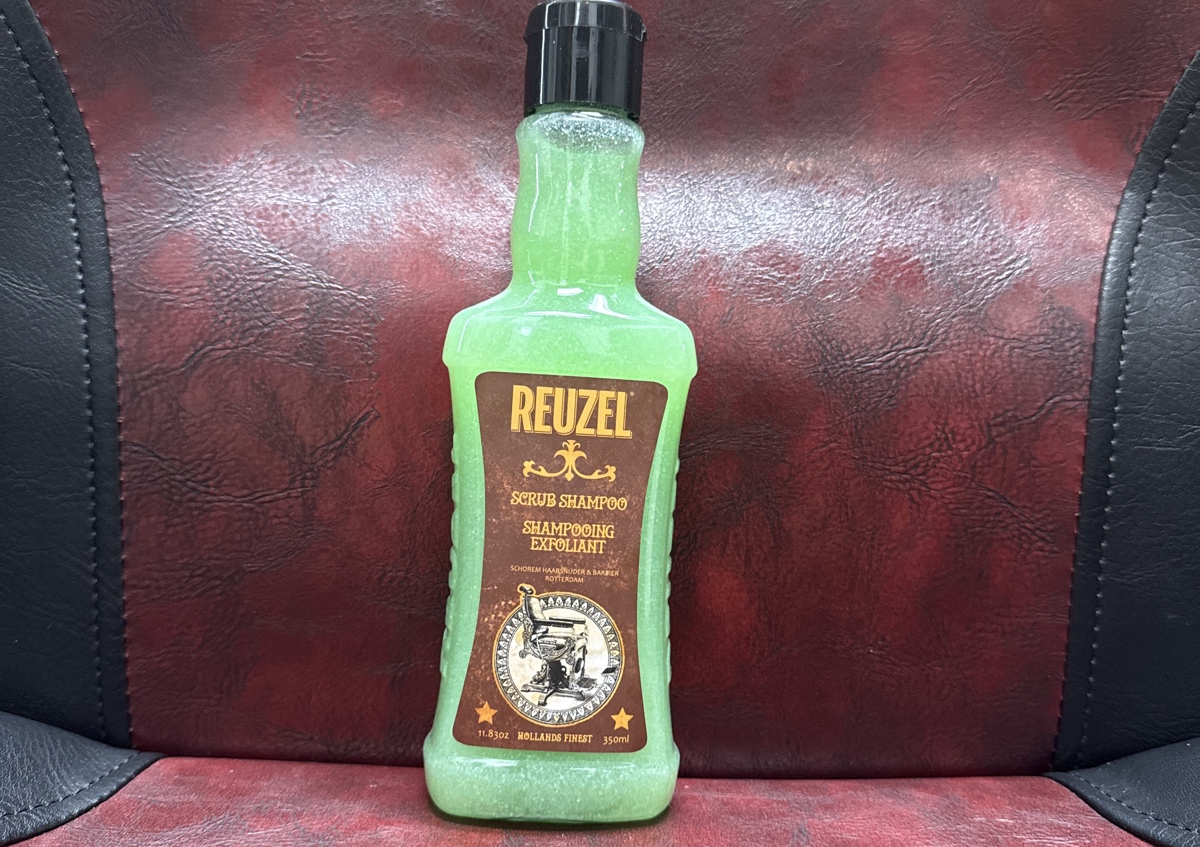 REUZEL
SCRUB SHAMPOO
SHAMPOOING
EXFOLIANT
SCHOREM HAARSNIJDER & BARBIER
ROTTERDAM
11.83oz HOLLANDS FINEST 350ml